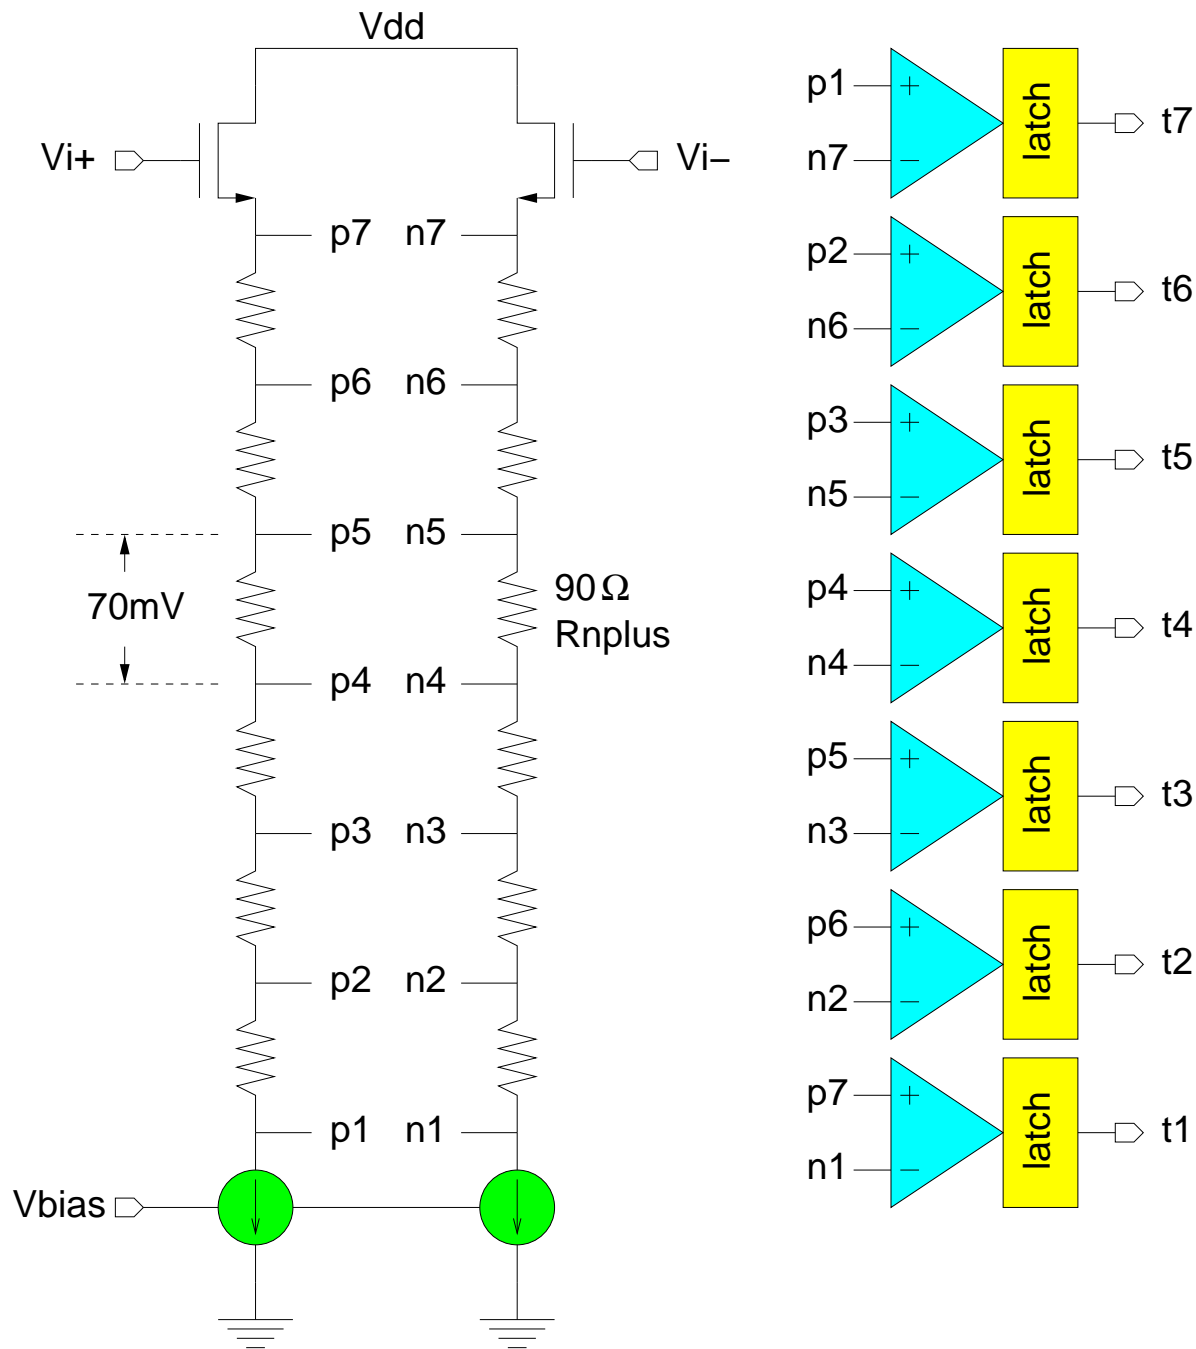 Vdd
Vi+
Vi−
p7 n7
p6 n6
p5 n5
70mV
90Ω
Rnplus
p4 n4
p3 n3
p2 n2
p1 n1
Vbias
p1
+
n7
−
latch
t7
p2
+
n6
−
latch
t6
p3
+
n5
−
latch
t5
p4
+
n4
−
latch
t4
p5
+
n3
−
latch
t3
p6
+
n2
−
latch
t2
p7
+
n1
−
latch
t1